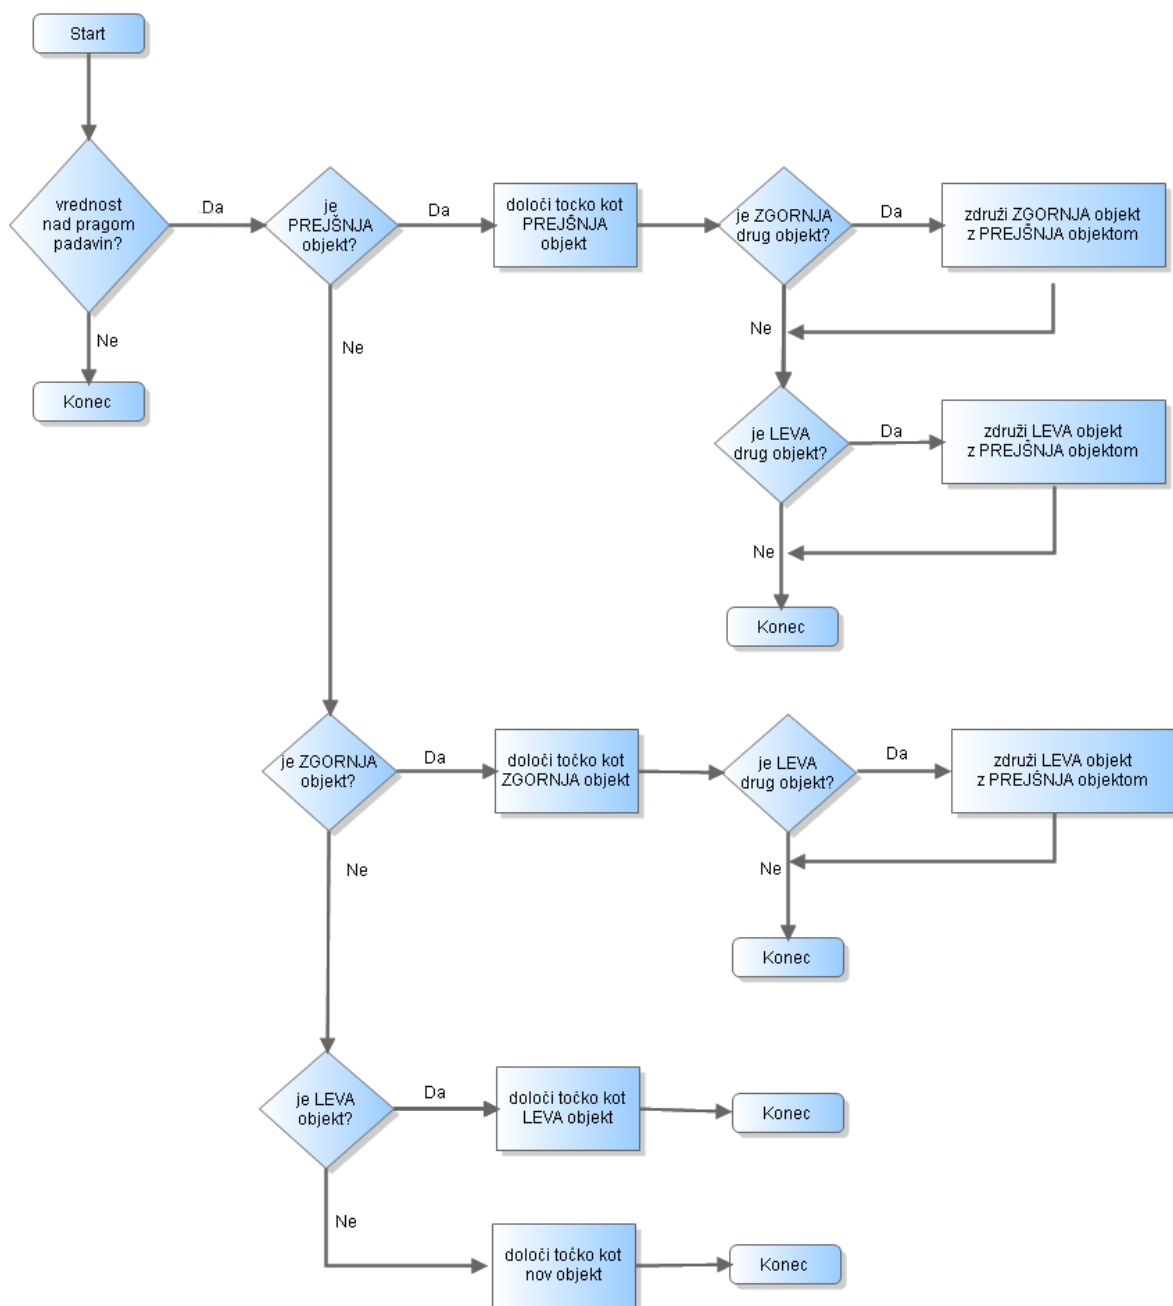 Start
vrednost
nad pragom
padavin?
Da
je
PREJŠNJA
objekt?
Da
določi tocko kot
PREJŠNJA
objekt
je ZGORNJA
drug objekt?
Da
združi ZGORNJA objekt
z PREJŠNJA objektom
Ne
Konec
Ne
Ne
je LEVA
drug objekt?
Da
združi LEVA objekt
z PREJŠNJA objektom
Ne
Konec
je ZGORNJA
objekt?
Da
določi točko kot
ZGORNJA objekt
je LEVA
drug objekt?
Da
združi LEVA objekt
z PREJŠNJA objektom
Ne
Ne
Konec
je LEVA
objekt?
Da
določi točko kot
LEVA objekt
Konec
Ne
določi točko kot
nov objekt
Konec